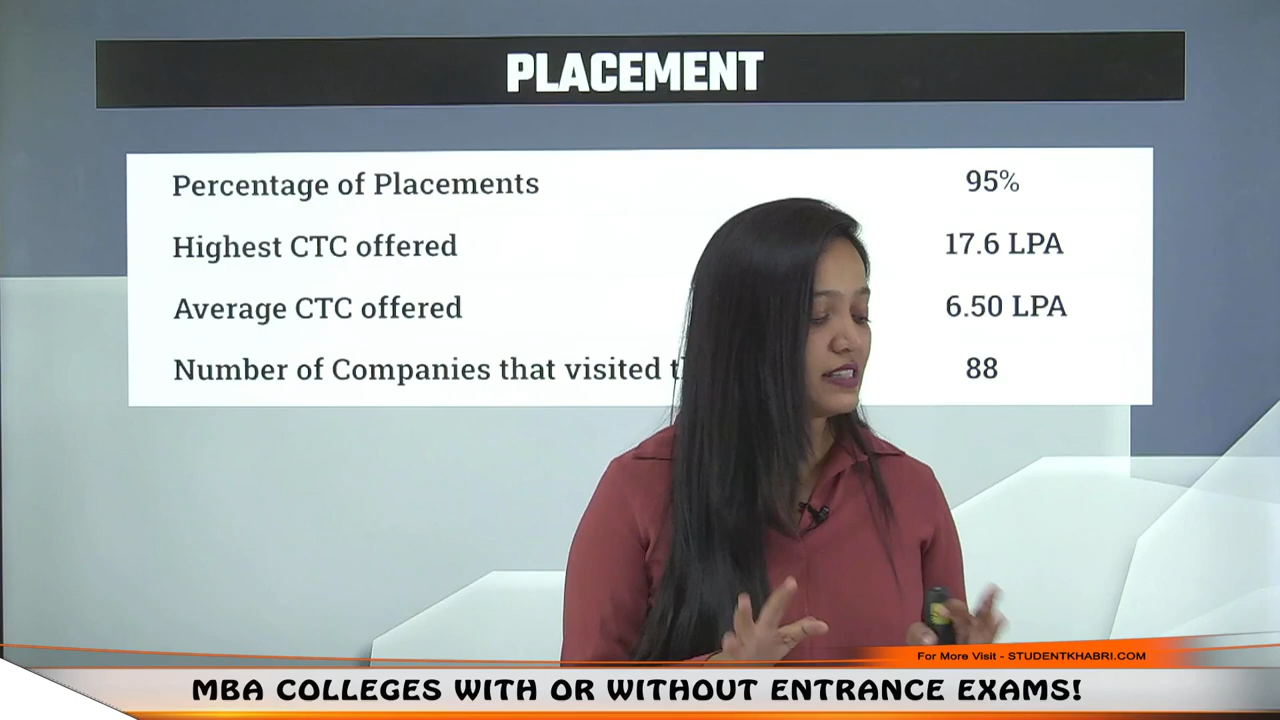 PLACEMENT
Percentage of Placements 95%
Highest CTC offered 17.6 LPA
Average CTC offered 6.50 LPA
Number of Companies that visited 88
For More Visit - STUDENTKHABRI.COM
MBA COLLEGES WITH OR WITHOUT ENTRANCE EXAMS!